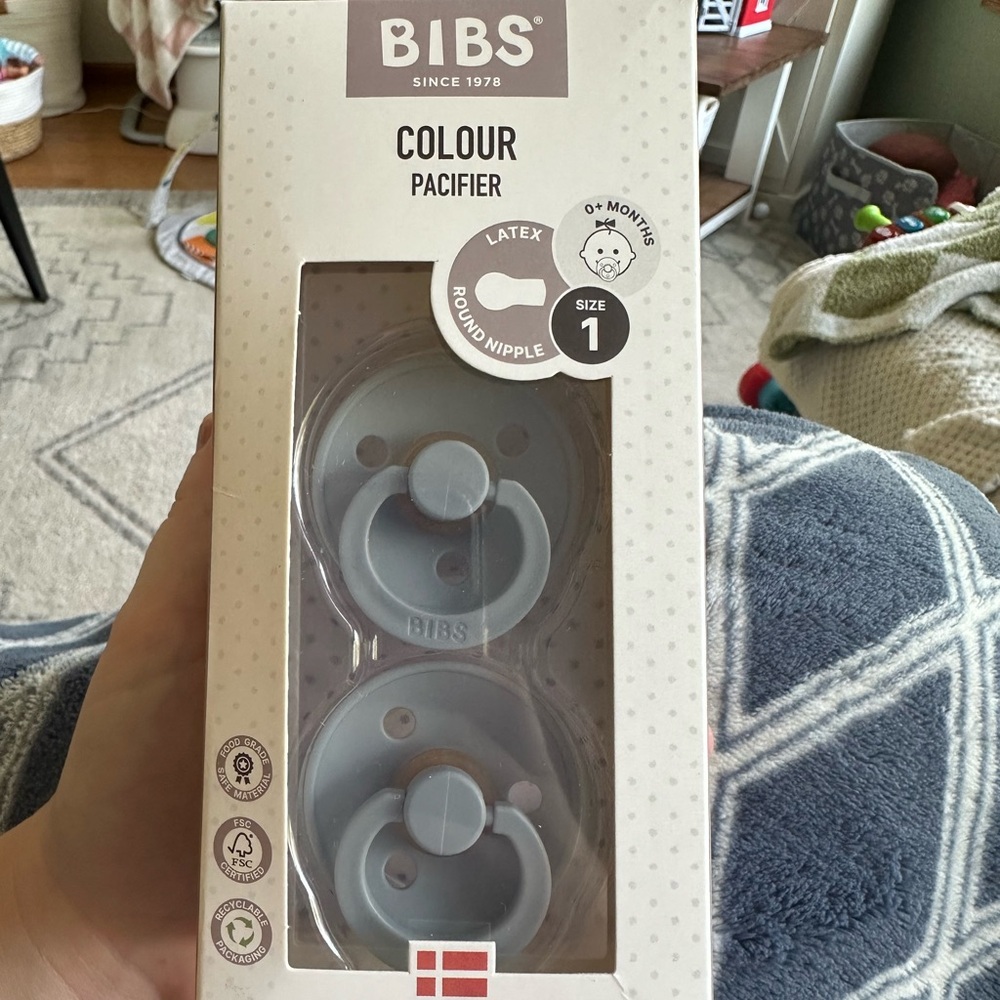 BIBS®
SINCE 1978
COLOUR
PACIFIER
0+ MONTHS
LATEX
ROUND NIPPLE
SIZE
1
BIBS
FOOD GRADE
SAFE MATERIAL
FSC
FSC
CERTIFIED
RECYCLABLE
PACKAGING